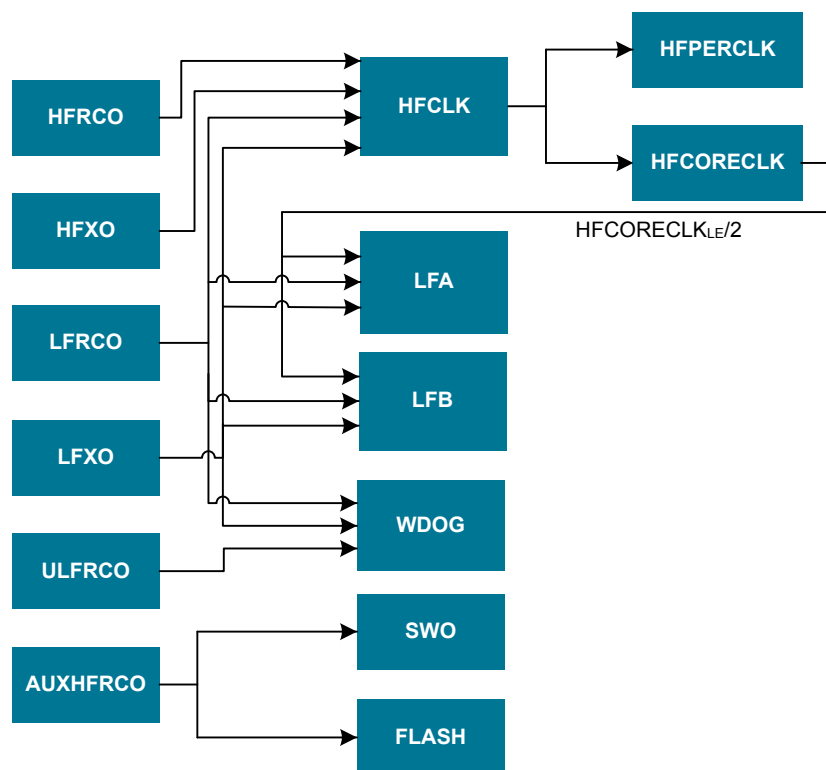 HFPERCLK
HFRCO
HFCLK
HFCORECLK
HFXO
HFCORECLKLE/2
LFA
LFRCO
LFB
LFXO
WDOG
ULFRCO
SWO
AUXHFRCO
FLASH